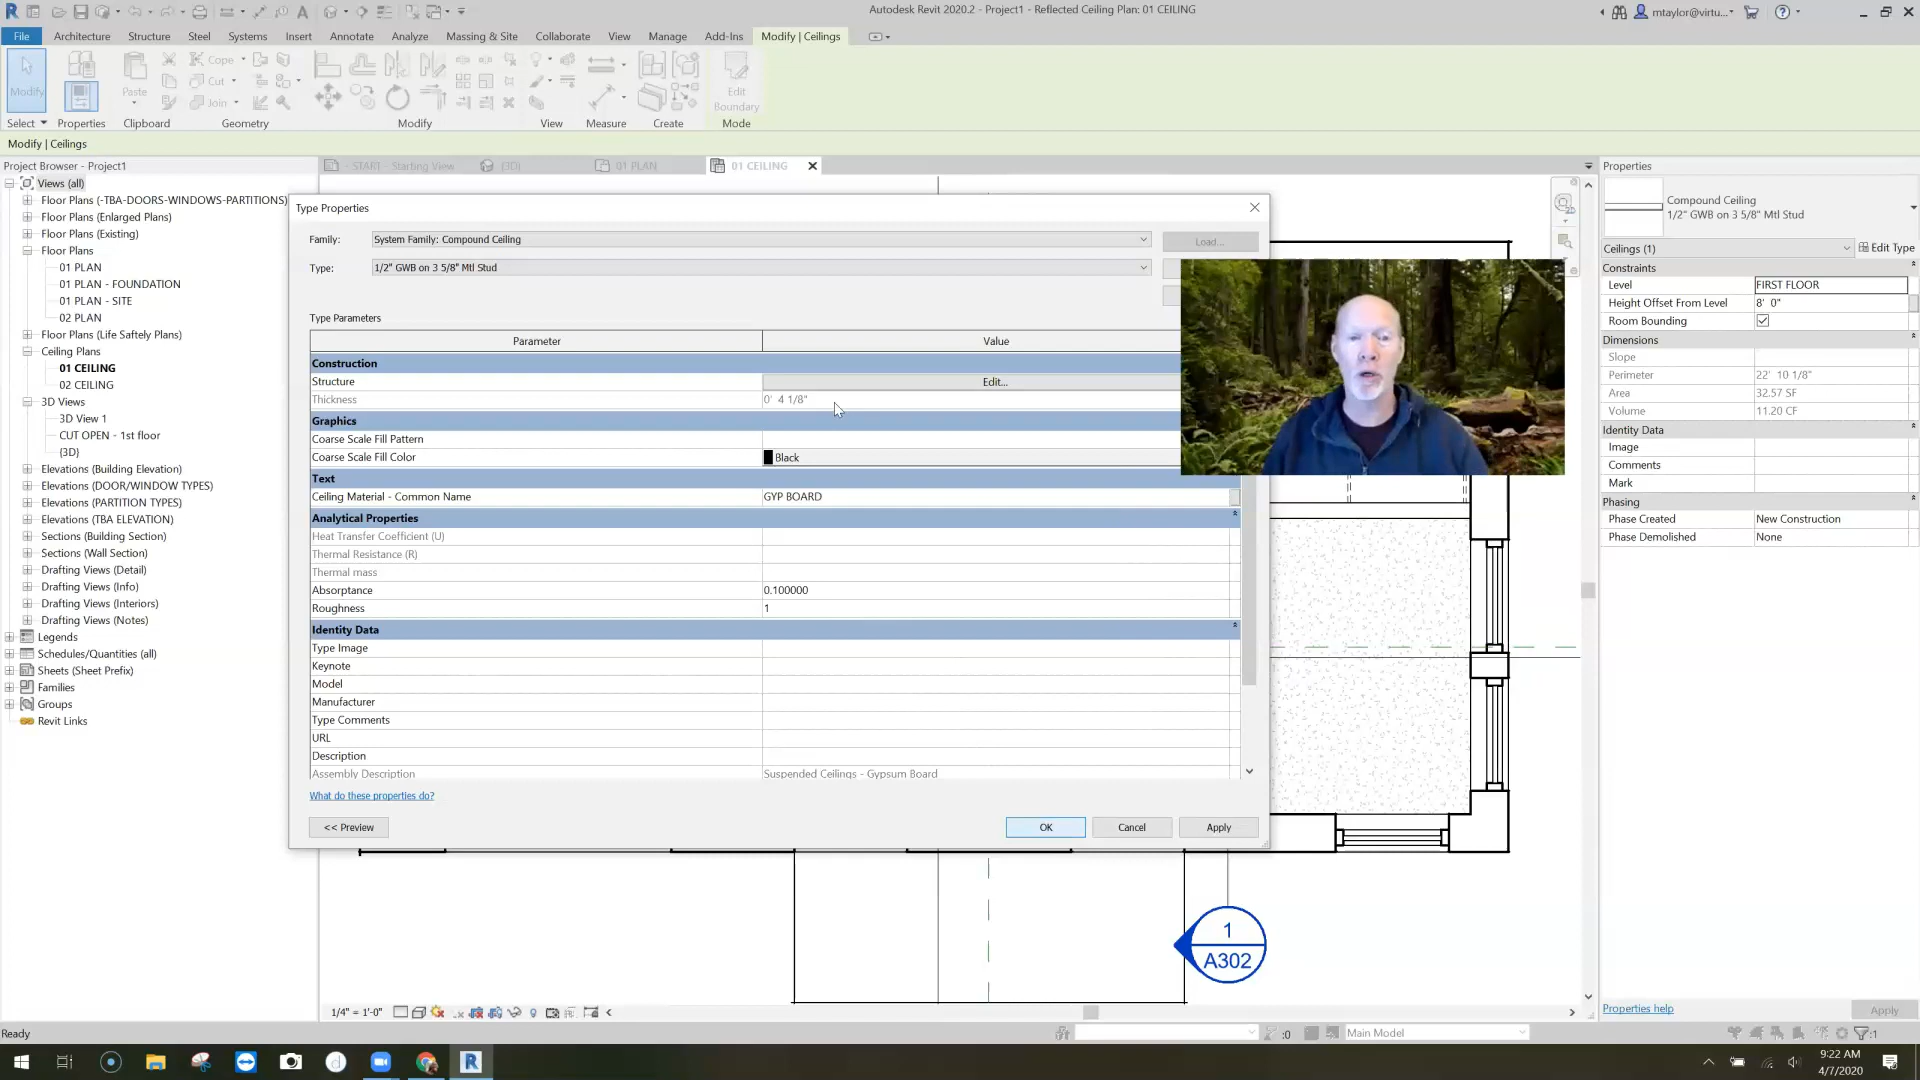 Autodesk Revit 2020.2 - Project1 - Reflected Ceiling Plan: 01 CEILING
mtaylor@virtu...
File Architecture Structure Steel Systems Insert Annotate Analyze Massing & Site Collaborate View Manage Add-Ins Modify | Ceilings
Modify
Paste
Cope
Cut
Join
Edit
Boundary
Select Properties Clipboard Geometry Modify View Measure Create Mode
Modify | Ceilings
Project Browser - Project1
- START - Starting View
{3D}
01 PLAN
01 CEILING
Views (all)
Floor Plans (-TBA-DOORS-WINDOWS-PARTITIONS)
Floor Plans (Enlarged Plans)
Floor Plans (Existing)
Floor Plans
01 PLAN
01 PLAN - FOUNDATION
01 PLAN - SITE
02 PLAN
Floor Plans (Life Saftely Plans)
Ceiling Plans
01 CEILING
02 CEILING
3D Views
3D View 1
CUT OPEN - 1st floor
{3D}
Elevations (Building Elevation)
Elevations (DOOR/WINDOW TYPES)
Elevations (PARTITION TYPES)
Elevations (TBA ELEVATION)
Sections (Building Section)
Sections (Wall Section)
Drafting Views (Detail)
Drafting Views (Info)
Drafting Views (Interiors)
Drafting Views (Notes)
Legends
Schedules/Quantities (all)
Sheets (Sheet Prefix)
Families
Groups
Revit Links
Type Properties
Family: System Family: Compound Ceiling Load...
Type: 1/2" GWB on 3 5/8" Mtl Stud
Type Parameters
Parameter Value
Construction
Structure Edit...
Thickness 0' 4 1/8"
Graphics
Coarse Scale Fill Pattern
Coarse Scale Fill Color Black
Text
Ceiling Material - Common Name GYP BOARD
Analytical Properties
Heat Transfer Coefficient (U)
Thermal Resistance (R)
Thermal mass
Absorptance 0.100000
Roughness 1
Identity Data
Type Image
Keynote
Model
Manufacturer
Type Comments
URL
Description
Assembly Description Suspended Ceilings - Gypsum Board
What do these properties do?
<< Preview OK Cancel Apply
1
A302
Properties
Compound Ceiling
1/2" GWB on 3 5/8" Mtl Stud
Ceilings (1) Edit Type
Constraints
Level FIRST FLOOR
Height Offset From Level 8' 0"
Room Bounding
Dimensions
Slope
Perimeter 22' 10 1/8"
Area 32.57 SF
Volume 11.20 CF
Identity Data
Image
Comments
Mark
Phasing
Phase Created New Construction
Phase Demolished None
Properties help Apply
1/4" = 1'-0"
Ready
:0
Main Model
:1
9:22 AM
4/7/2020